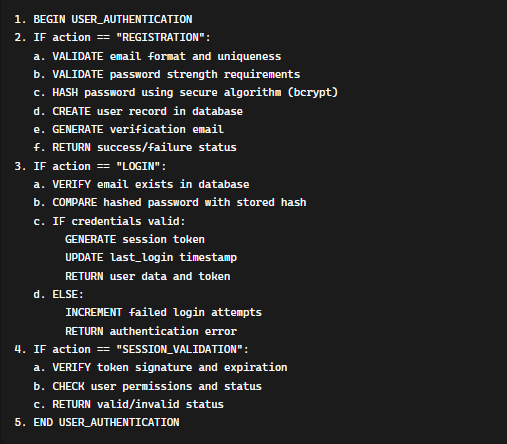 1. BEGIN USER_AUTHENTICATION
2. IF action == "REGISTRATION":
a. VALIDATE email format and uniqueness
b. VALIDATE password strength requirements
c. HASH password using secure algorithm (bcrypt)
d. CREATE user record in database
e. GENERATE verification email
f. RETURN success/failure status
3. IF action == "LOGIN":
a. VERIFY email exists in database
b. COMPARE hashed password with stored hash
c. IF credentials valid:
GENERATE session token
UPDATE last_login timestamp
RETURN user data and token
d. ELSE:
INCREMENT failed login attempts
RETURN authentication error
4. IF action == "SESSION_VALIDATION":
a. VERIFY token signature and expiration
b. CHECK user permissions and status
c. RETURN valid/invalid status
5. END USER_AUTHENTICATION